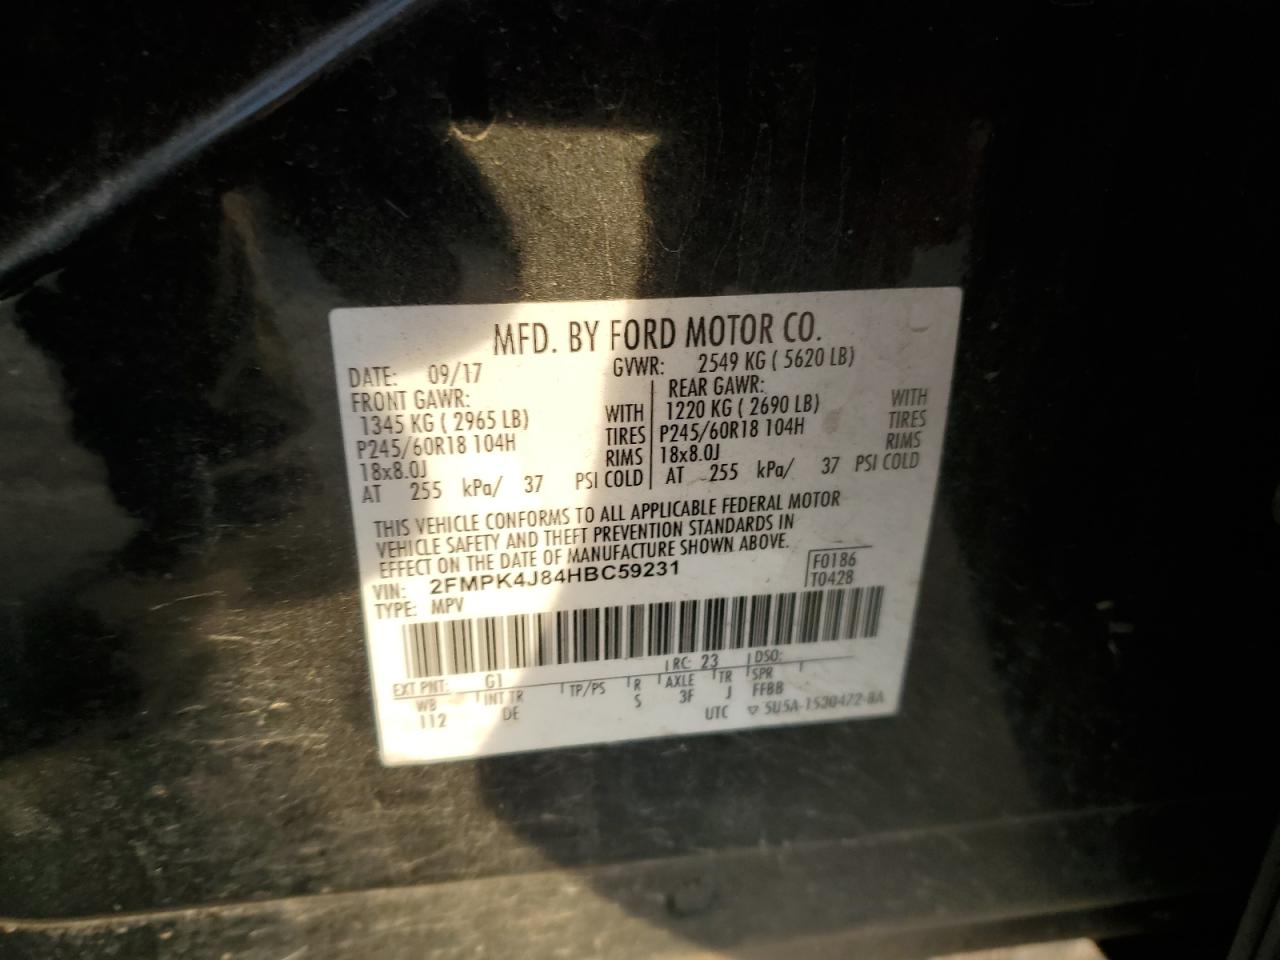 MFD. BY FORD MOTOR CO.
DATE: 09/17 GVWR: 2549 KG ( 5620 LB)
FRONT GAWR: REAR GAWR:
1345 KG ( 2965 LB) WITH 1220 KG ( 2690 LB) WITH
P245/60R18 104H TIRES P245/60R18 104H TIRES
18x8.0J RIMS 18x8.0J RIMS
AT 255 kPa/ 37 PSI COLD AT 255 kPa/ 37 PSI COLD
THIS VEHICLE CONFORMS TO ALL APPLICABLE FEDERAL MOTOR
VEHICLE SAFETY AND THEFT PREVENTION STANDARDS IN
EFFECT ON THE DATE OF MANUFACTURE SHOWN ABOVE.
VIN: 2FMPK4J84HBC59231 F0186
TYPE: MPV T0428
EXT PNT: G1 RC: 23 DSO:
WB INT TR TP/PS R AXLE TR SPR
112 DE S 3F J FFBB
UTC ▽ 5U5A-1520472-BA